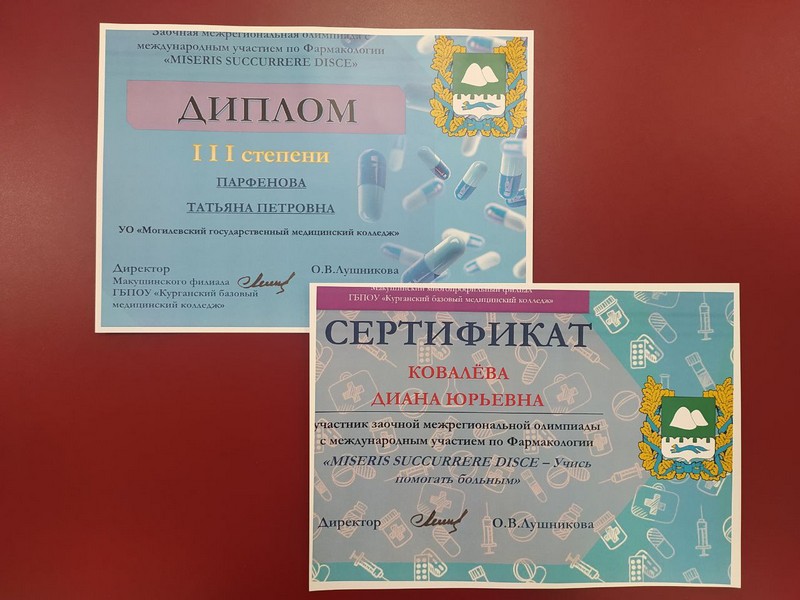 Заочная межрегиональная олимпиада с
международным участием по Фармакологии
«MISERIS SUCCURRERE DISCE»
ДИПЛОМ
III степени
ПАРФЕНОВА
ТАТЬЯНА ПЕТРОВНА
УО «Могилевский государственный медицинский колледж»
Директор
О.В.Лушникова
Макушинского филиала
ГБПОУ «Курганский базовый
медицинский колледж»
Макушинский многопрофильный филиал
ГБПОУ «Курганский базовый медицинский колледж»
СЕРТИФИКАТ
КОВАЛЁВА
ДИАНА ЮРЬЕВНА
участник заочной межрегиональной олимпиады
с международным участием по Фармакологии
«MISERIS SUCCURRERE DISCE – Учись
помогать больным»
Директор
О.В.Лушникова